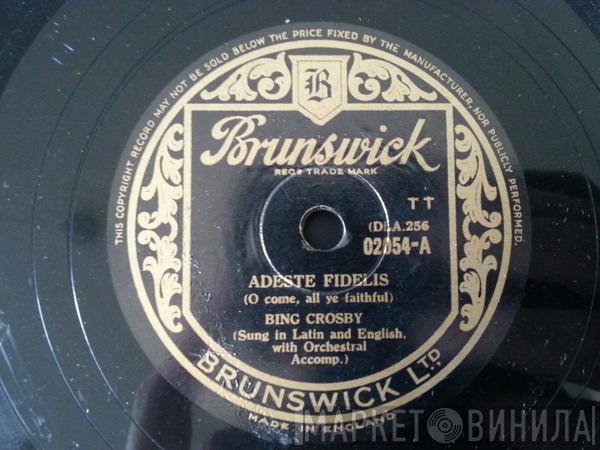 THIS COPYRIGHT RECORD MAY NOT BE SOLD BELOW THE PRICE FIXED BY THE MANUFACTURER, NOR PUBLICLY PERFORMED.
B
Brunswick
REGD TRADE MARK
TT
(DLA.256
02054-A
ADESTE FIDELIS
(O come, all ye faithful)
BING CROSBY
(Sung in Latin and English,
with Orchestral
Accomp.)
BRUNSWICK LTD.
MADE IN ENGLAND
МАРКЕТ ВИНИЛА